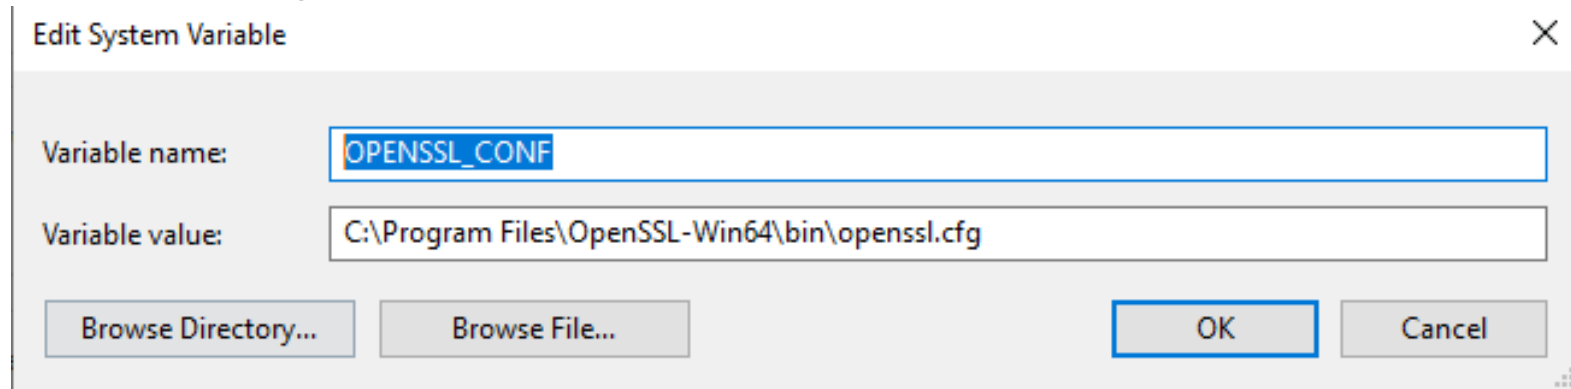 Edit System Variable
Variable name: OPENSSL_CONF
Variable value: C:\Program Files\OpenSSL-Win64\bin\openssl.cfg
Browse Directory... Browse File... OK Cancel